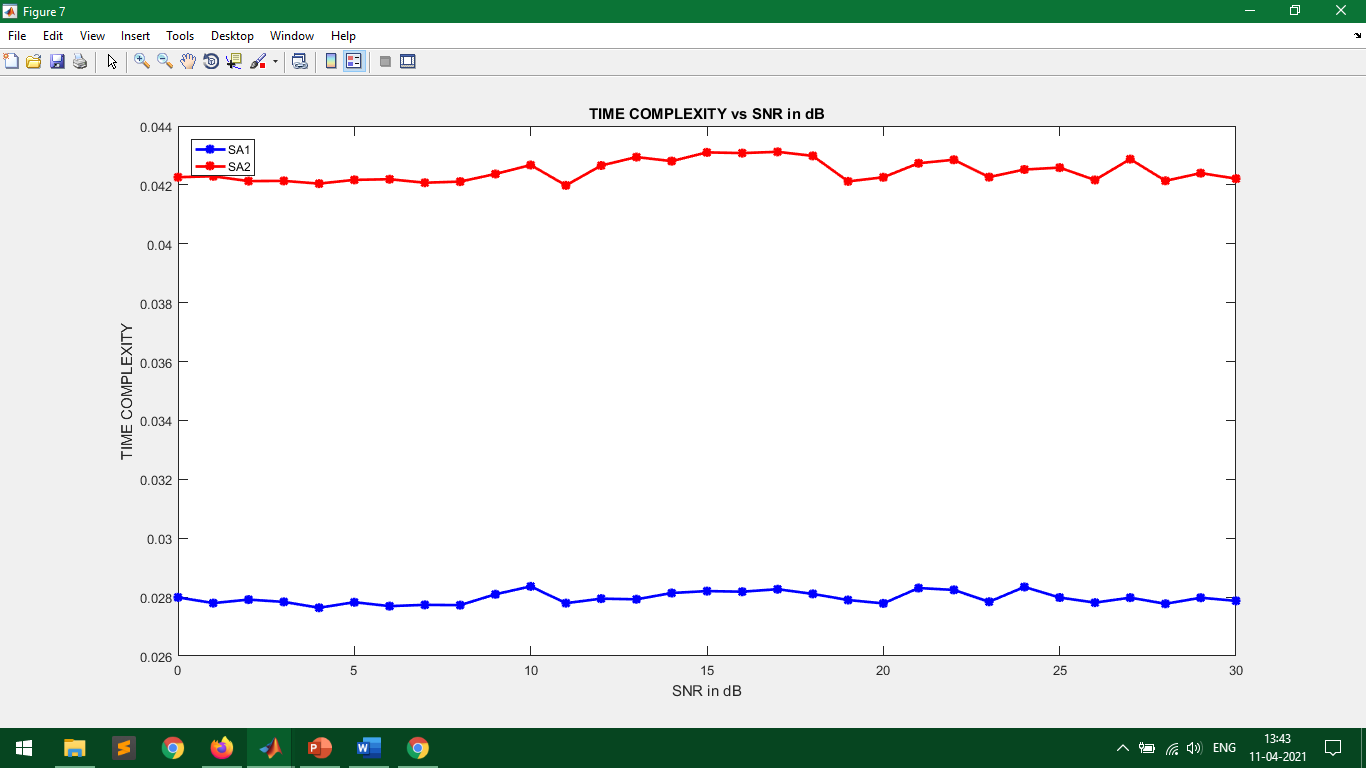 Figure 7
File Edit View Insert Tools Desktop Window Help
TIME COMPLEXITY vs SNR in dB
SA1
SA2
0.044
0.042
0.04
0.038
0.036
0.034
0.032
0.03
0.028
0.026
TIME COMPLEXITY
0 5 10 15 20 25 30
SNR in dB
ENG
13:43
11-04-2021